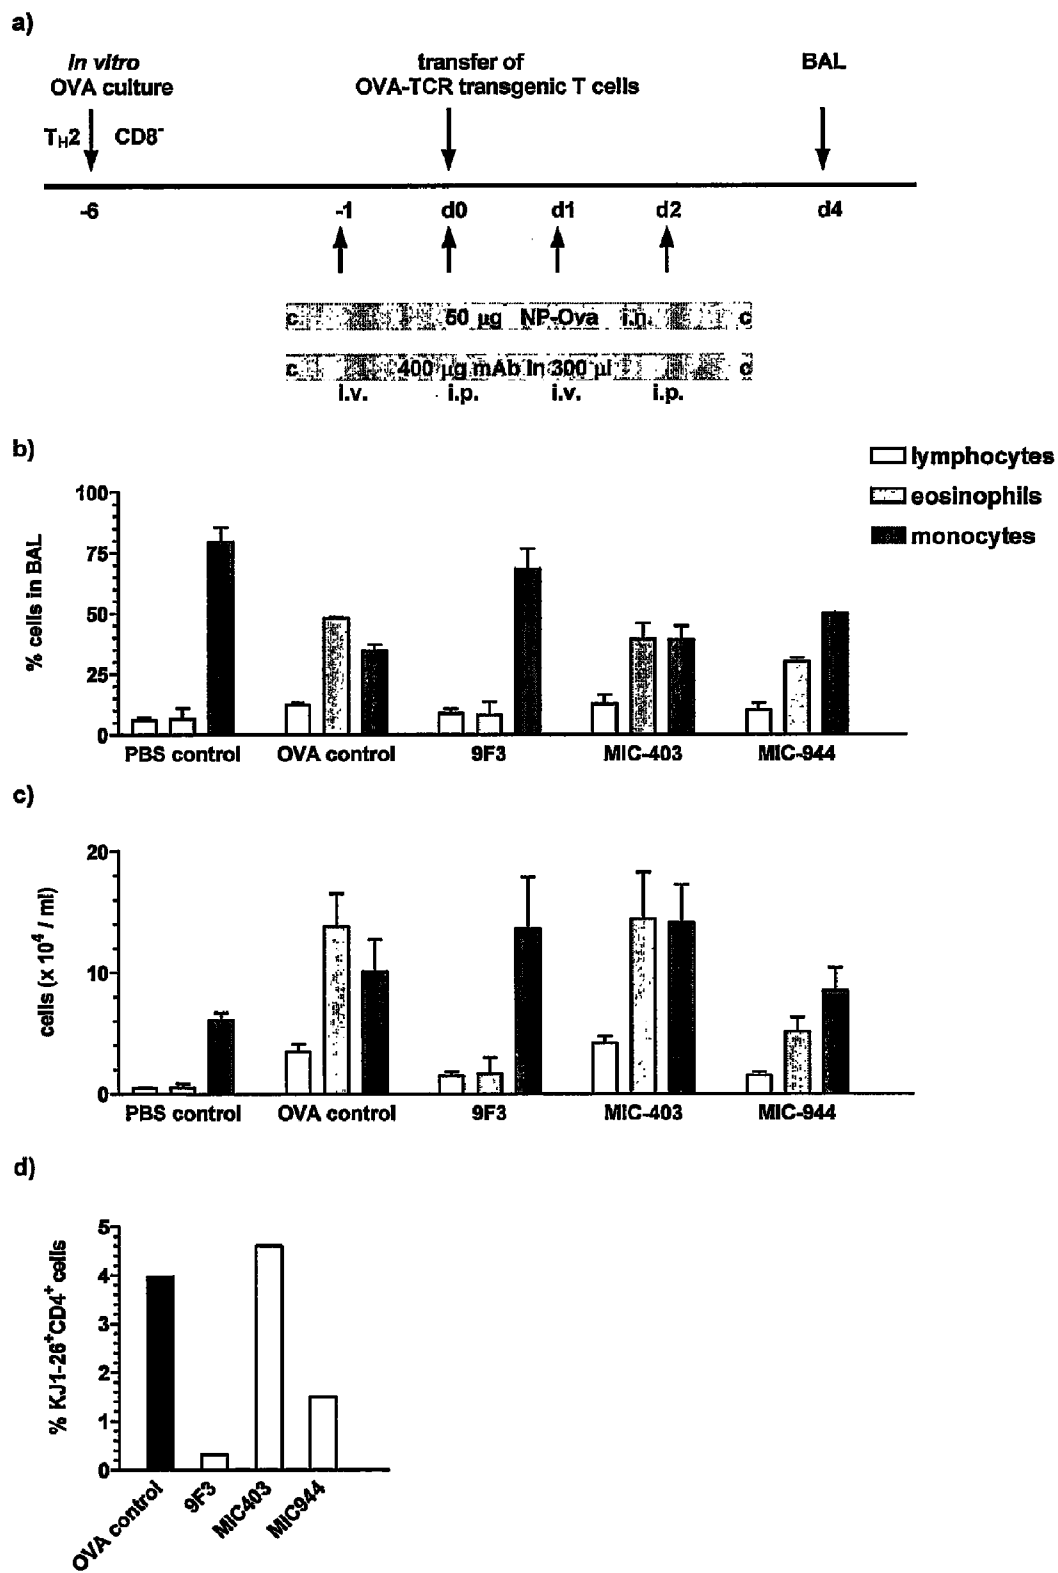 a)
In vitro
OVA culture
transfer of
OVA-TCR transgenic T cells
BAL
TH2 CD8-
-6 -1 d0 d1 d2 d4
c 50 µg NP-Ova i.n. c
c 400 µg mAb in 300 µl c
i.v. i.p. i.v. i.p.
b)
lymphocytes
eosinophils
monocytes
% cells in BAL
100
75
50
25
0
PBS control OVA control 9F3 MIC-403 MIC-944
c)
cells (x 10⁴ / ml)
20
10
0
PBS control OVA control 9F3 MIC-403 MIC-944
d)
% KJ1-26⁺CD4⁺ cells
5
4
3
2
1
0
OVA control 9F3 MIC403 MIC944